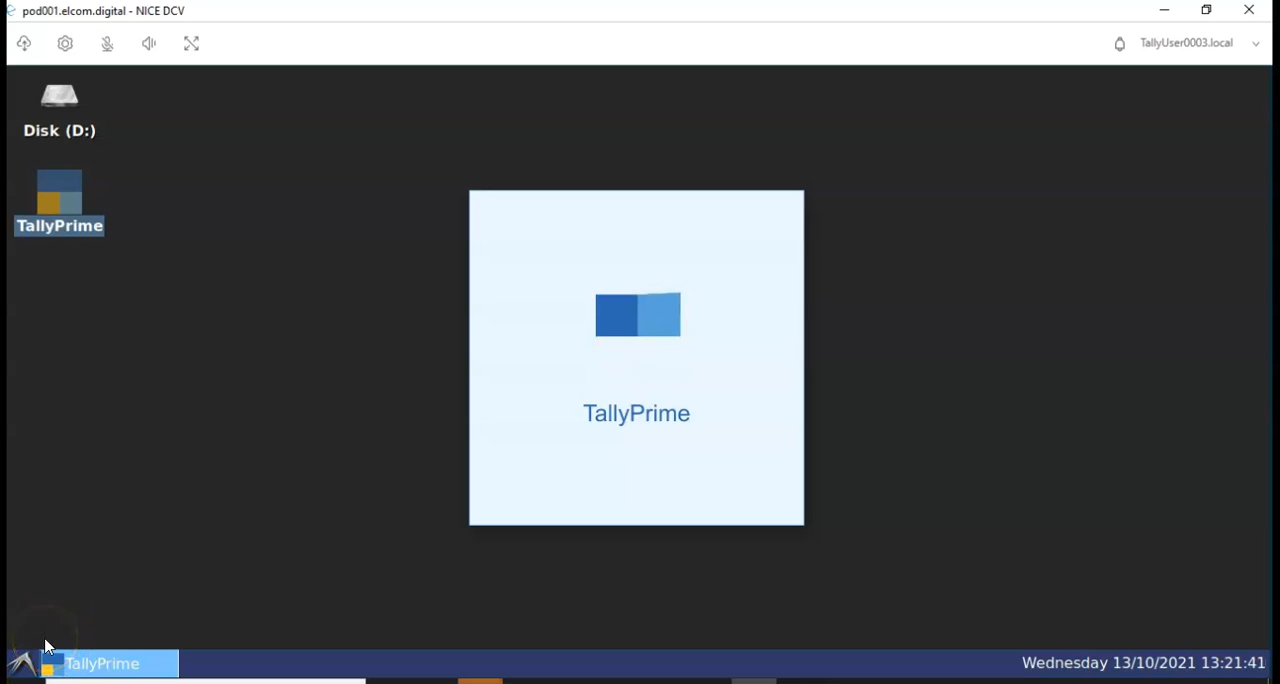 pod001.elcom.digital - NICE DCV
TallyUser0003.local
Disk (D:)
TallyPrime
TallyPrime
TallyPrime
Wednesday 13/10/2021 13:21:41